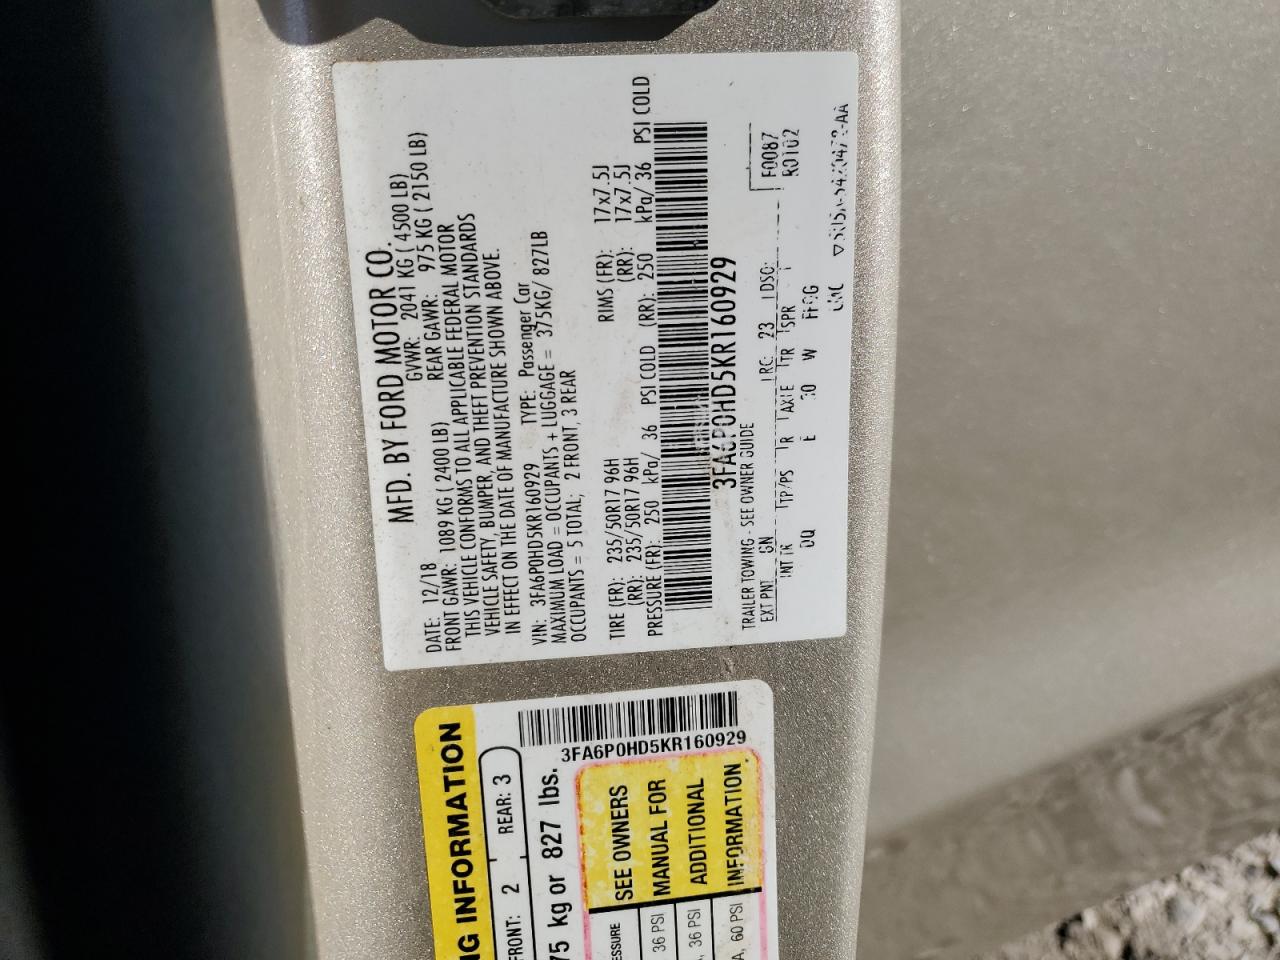 MFD. BY FORD MOTOR CO.
DATE: 12/18 GVWR: 2041 KG ( 4500 LB)
FRONT GAWR: 1089 KG ( 2400 LB) REAR GAWR: 975 KG ( 2150 LB)
THIS VEHICLE CONFORMS TO ALL APPLICABLE FEDERAL MOTOR
VEHICLE SAFETY, BUMPER, AND THEFT PREVENTION STANDARDS
IN EFFECT ON THE DATE OF MANUFACTURE SHOWN ABOVE.
VIN: 3FA6P0HD5KR160929 TYPE: Passenger Car
MAXIMUM LOAD = OCCUPANTS + LUGGAGE = 375KG/ 827LB
OCCUPANTS = 5 TOTAL; 2 FRONT, 3 REAR
TIRE (FR): 235/50R17 96H RIMS (FR): 17x7.5J
(RR): 235/50R17 96H (RR): 17x7.5J
PRESSURE (FR): 250 kPa/ 36 PSI COLD (RR): 250 kPa/ 36 PSI COLD
3FA6P0HD5KR160929
TRAILER TOWING - SEE OWNER GUIDE F0087
EXT PNT: GN RC: 23 DSO: R0102
INT TR TP/PS R AXLE TR SPR
DQ E W
3FA6P0HD5KR160929
NG INFORMATION
FRONT: 2 REAR: 3
75 kg or 827 lbs.
SEE OWNERS
MANUAL FOR
ADDITIONAL
INFORMATION
ESSURE
36 PSI
36 PSI
A, 60 PSI